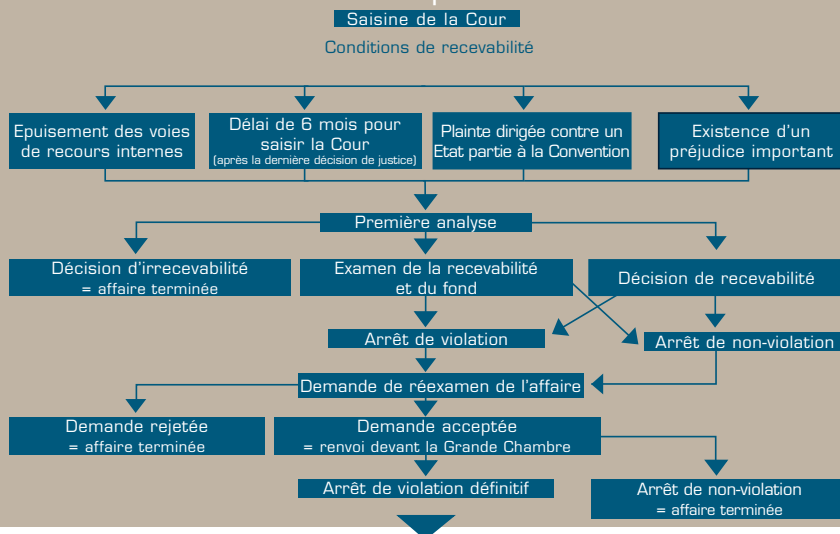 Saisine de la Cour
Conditions de recevabilité
Epuisement des voies
de recours internes
Délai de 6 mois pour
saisir la Cour
(après la dernière décision de justice)
Plainte dirigée contre un
Etat partie à la Convention
Existence d'un
préjudice important
Première analyse
Décision d'irrecevabilité
= affaire terminée
Examen de la recevabilité
et du fond
Décision de recevabilité
Arrêt de violation
Arrêt de non-violation
Demande de réexamen de l'affaire
Demande rejetée
= affaire terminée
Demande acceptée
= renvoi devant la Grande Chambre
Arrêt de violation définitif
Arrêt de non-violation
= affaire terminée